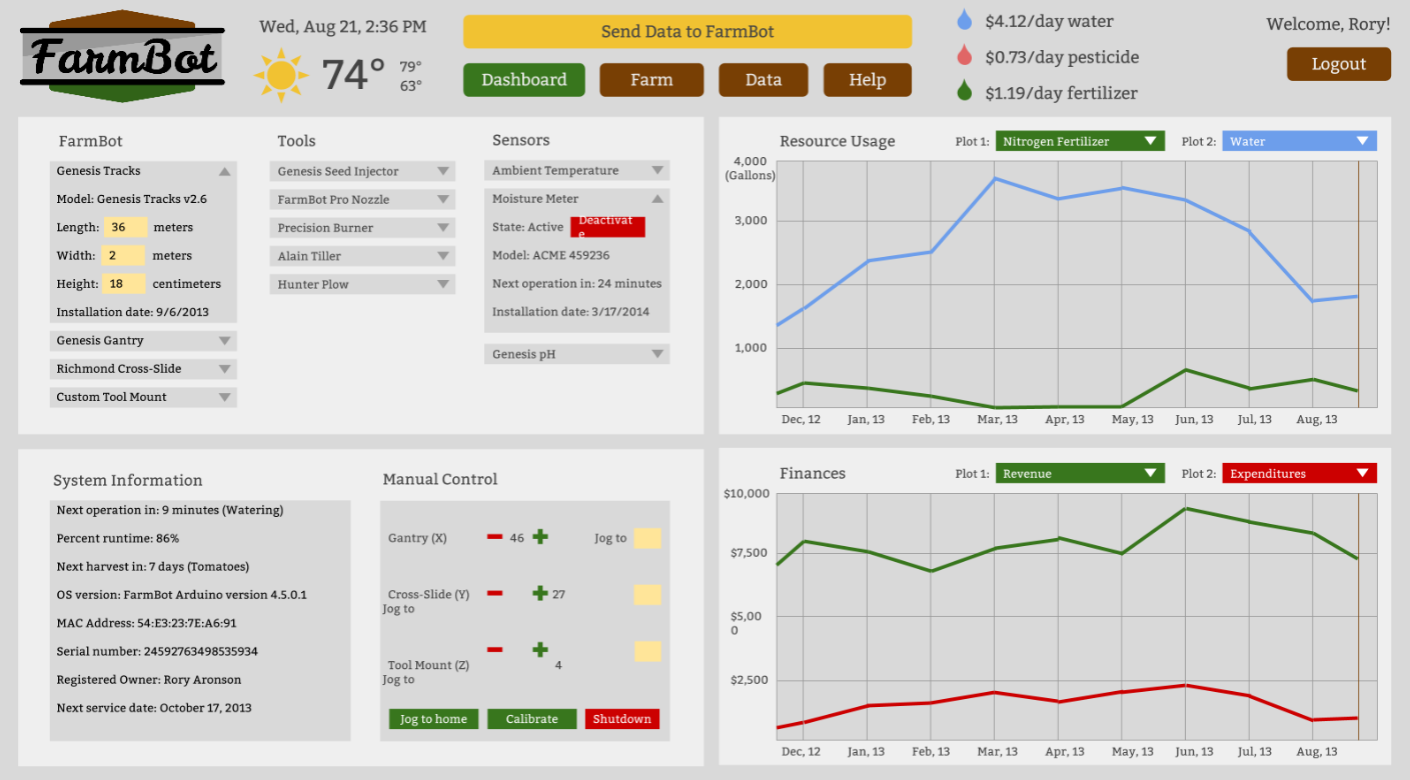 FarmBot
Wed, Aug 21, 2:36 PM
74°
79°
63°
Send Data to FarmBot
Dashboard
Farm
Data
Help
$4.12/day water
$0.73/day pesticide
$1.19/day fertilizer
Welcome, Rory!
Logout
FarmBot
Genesis Tracks
Model: Genesis Tracks v2.6
Length: 36 meters
Width: 2 meters
Height: 18 centimeters
Installation date: 9/6/2013
Genesis Gantry
Richmond Cross-Slide
Custom Tool Mount
Tools
Genesis Seed Injector
FarmBot Pro Nozzle
Precision Burner
Alain Tiller
Hunter Plow
Sensors
Ambient Temperature
Moisture Meter
State: Active
Deactivat
e
Model: ACME 459236
Next operation in: 24 minutes
Installation date: 3/17/2014
Genesis pH
Resource Usage
Plot 1: Nitrogen Fertilizer
Plot 2: Water
4,000
(Gallons)
3,000
2,000
1,000
Dec, 12 Jan, 13 Feb, 13 Mar, 13 Apr, 13 May, 13 Jun, 13 Jul, 13 Aug, 13
System Information
Next operation in: 9 minutes (Watering)
Percent runtime: 86%
Next harvest in: 7 days (Tomatoes)
OS version: FarmBot Arduino version 4.5.0.1
MAC Address: 54:E3:23:7E:A6:91
Serial number: 24592763498535934
Registered Owner: Rory Aronson
Next service date: October 17, 2013
Manual Control
Gantry (X) 46 Jog to
Cross-Slide (Y) 27
Jog to
Tool Mount (Z) 4
Jog to
Jog to home
Calibrate
Shutdown
Finances
Plot 1: Revenue
Plot 2: Expenditures
$10,000
$7,500
$5,00
0
$2,500
Dec, 12 Jan, 13 Feb, 13 Mar, 13 Apr, 13 May, 13 Jun, 13 Jul, 13 Aug, 13